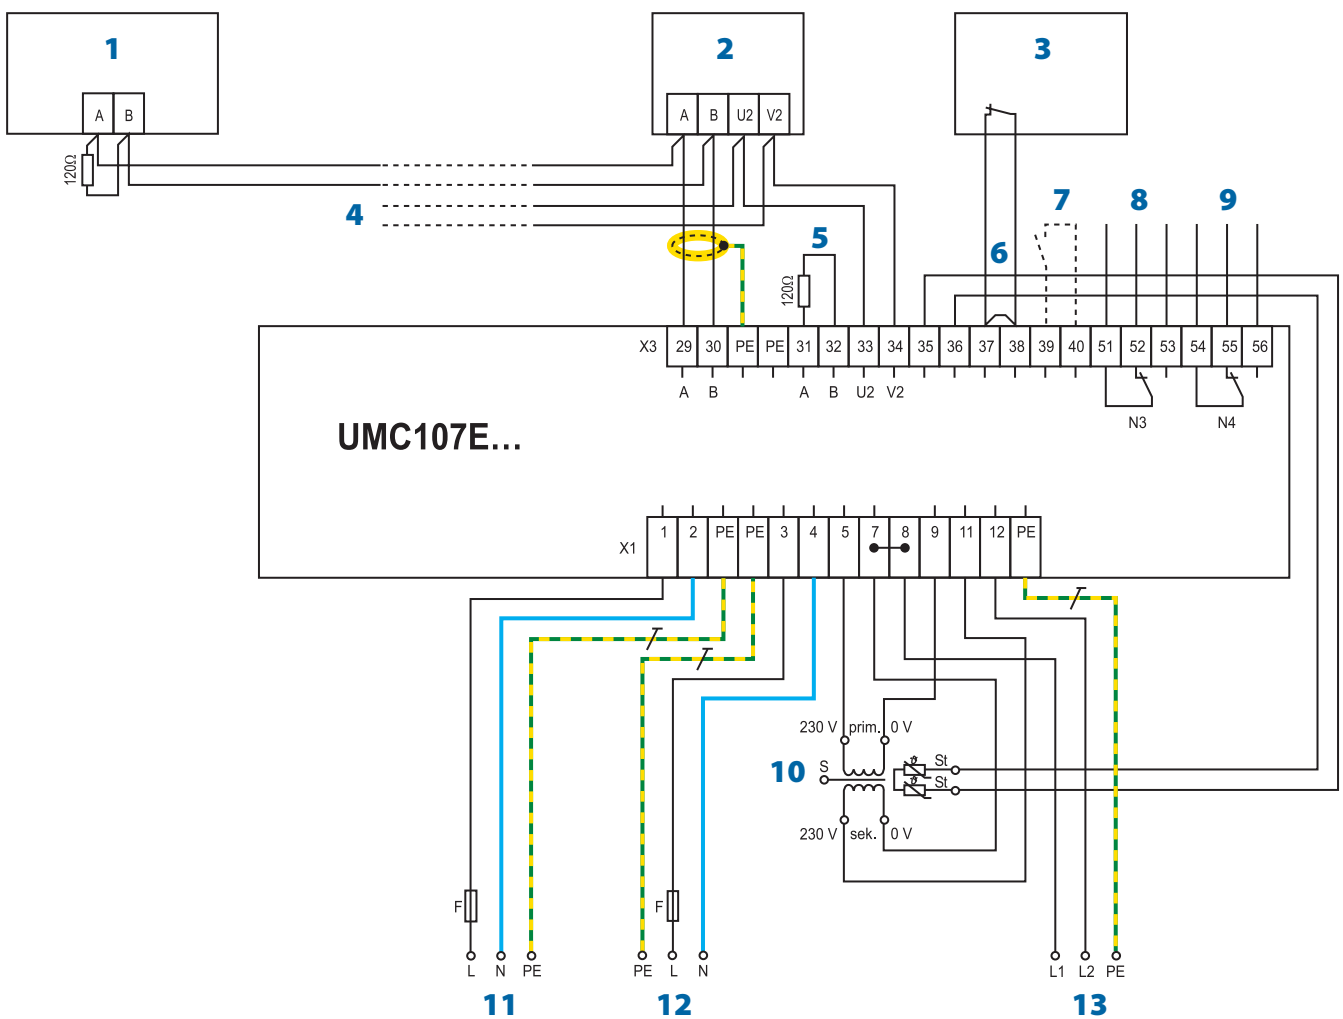 1 2 3
A B A B U2 V2
120Ω
4 7 8 9
5 6
120Ω
X3 29 30 PE PE 31 32 33 34 35 36 37 38 39 40 51 52 53 54 55 56
A B A B U2 V2
N3 N4
UMC107E...
X1 1 2 PE PE 3 4 5 7 8 9 11 12 PE
230 V prim. 0 V
10 S ϑ St
ϑ St
230 V sek. 0 V
F F
L N PE PE L N L1 L2 PE
11 12 13